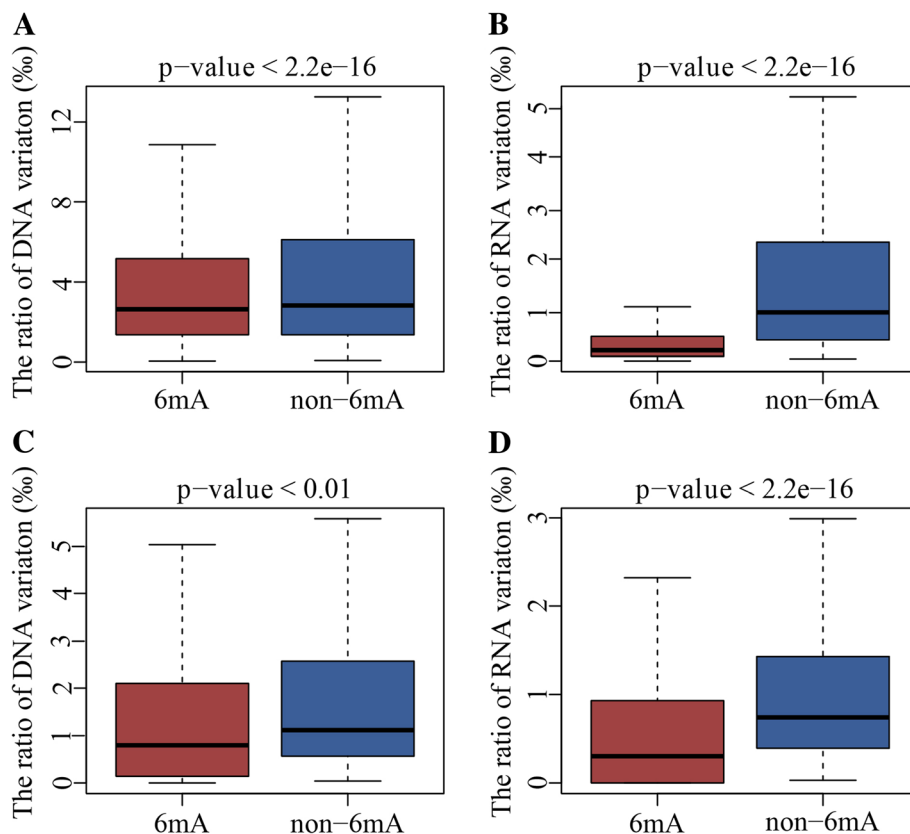 A
p-value < 2.2e-16
The ratio of DNA variaton (‰)
12
8
4
0
6mA
non-6mA
B
p-value < 2.2e-16
The ratio of RNA variaton (‰)
5
4
3
2
1
0
6mA
non-6mA
C
p-value < 0.01
The ratio of DNA variaton (‰)
5
4
3
2
1
0
6mA
non-6mA
D
p-value < 2.2e-16
The ratio of RNA variaton (‰)
3
2
1
0
6mA
non-6mA